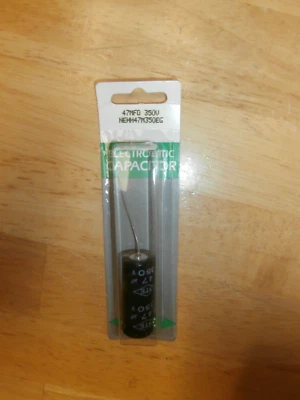 47MFD 350V
NEHH47M350EG
ELECTROLYTIC
CAPACITOR